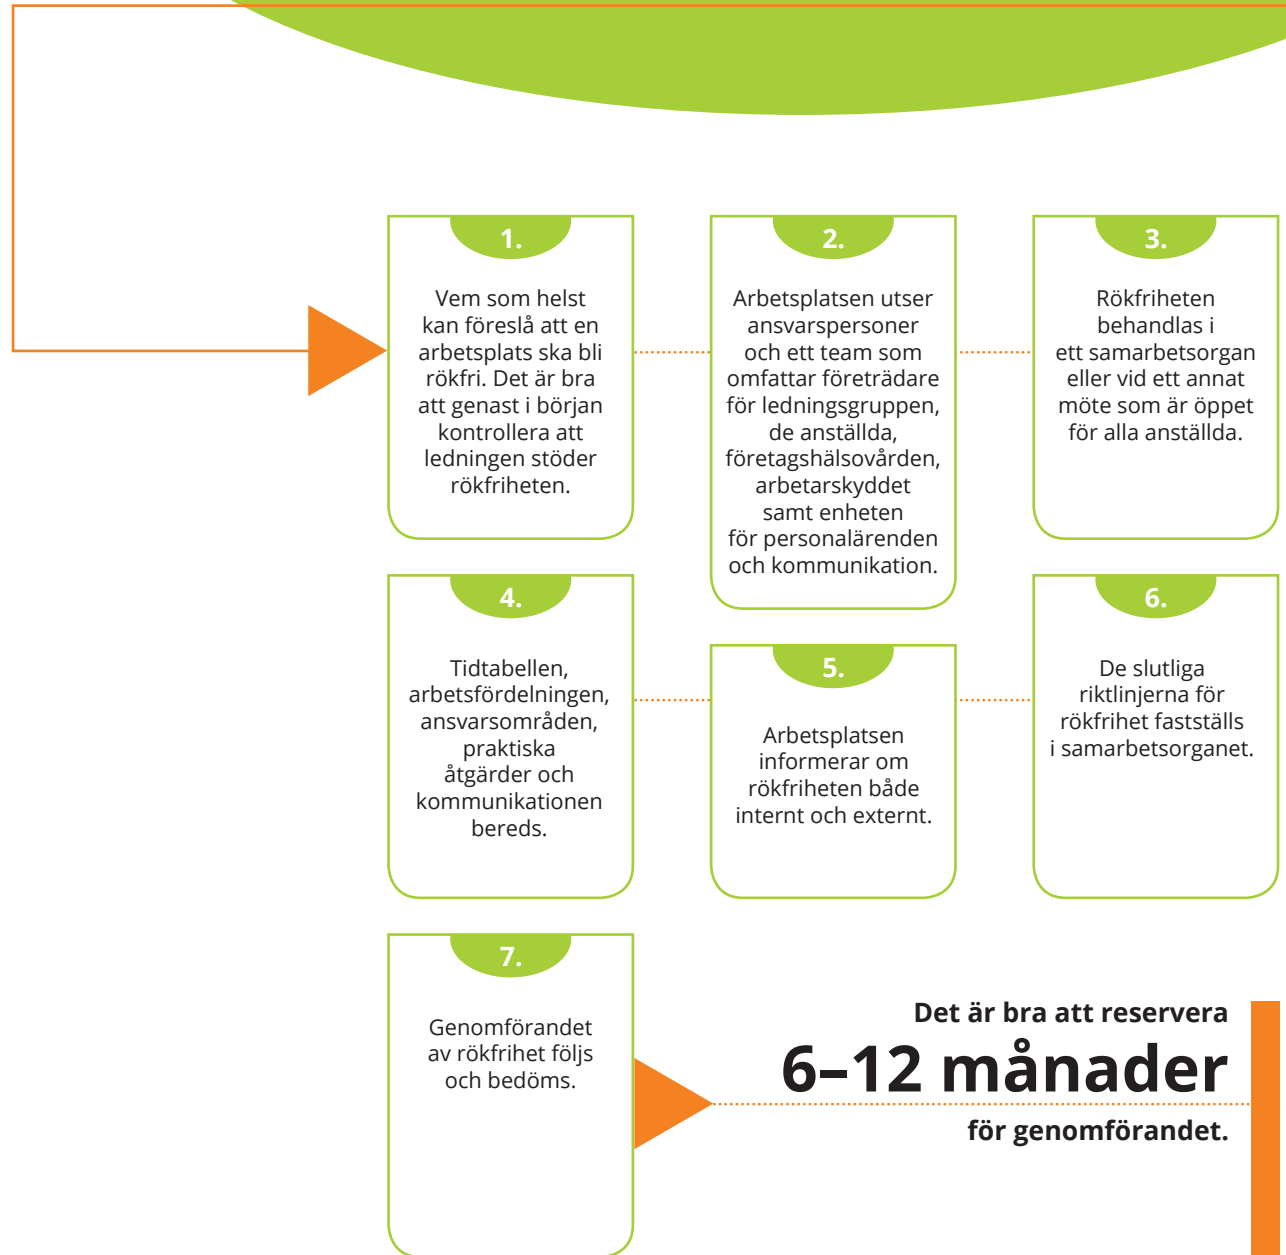 1.
Vem som helst
kan föreslå att en
arbetsplats ska bli
rökfri. Det är bra
att genast i början
kontrollera att
ledningen stöder
rökfriheten.
2.
Arbetsplatsen utser
ansvarspersoner
och ett team som
omfattar företrädare
för ledningsgruppen,
de anställda,
företagshälsovården,
arbetarskyddet
samt enheten
för personalärenden
och kommunikation.
3.
Rökfriheten
behandlas i
ett samarbetsorgan
eller vid ett annat
möte som är öppet
för alla anställda.
4.
Tidtabellen,
arbetsfördelningen,
ansvarsområden,
praktiska
åtgärder och
kommunikationen
bereds.
5.
Arbetsplatsen
informerar om
rökfriheten både
internt och externt.
6.
De slutliga
riktlinjerna för
rökfrihet fastställs
i samarbetsorganet.
7.
Genomförandet
av rökfrihet följs
och bedöms.
Det är bra att reservera
6–12 månader
för genomförandet.